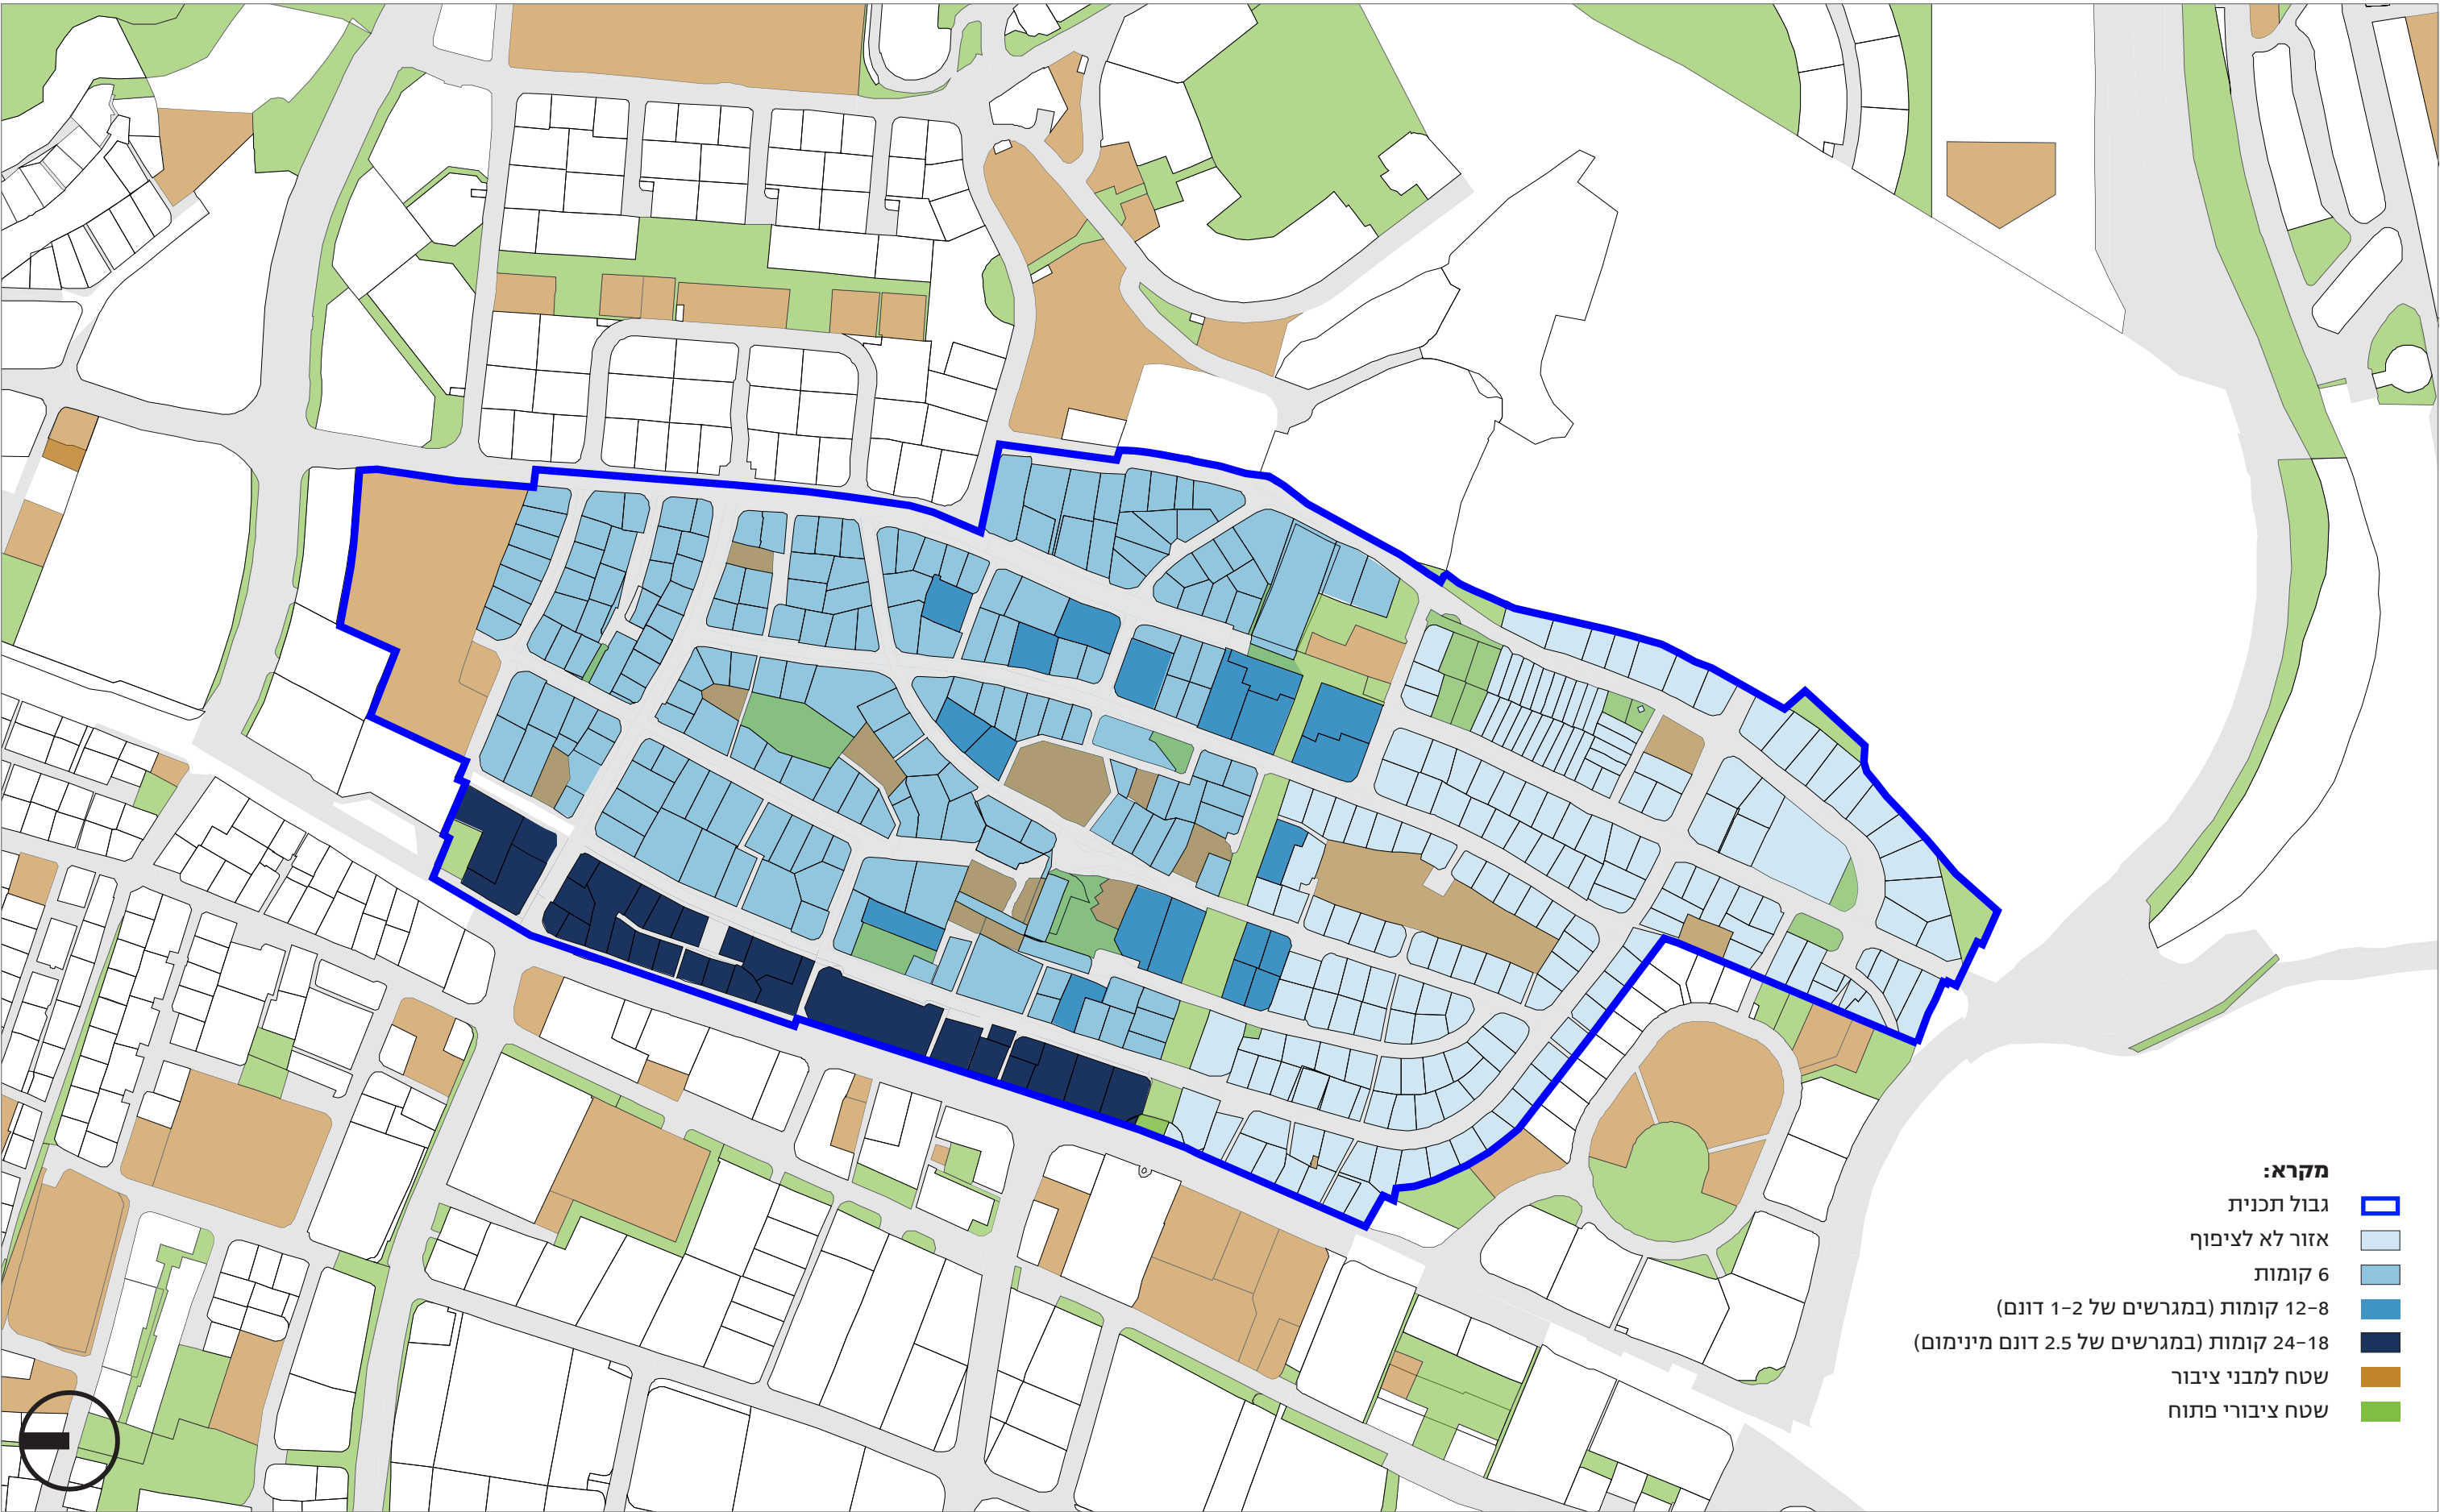 מקרא:
גבול תכנית
אזור לא לציפוף
6 קומות
12-8 קומות (במגרשים של 1-2 דונם)
24-18 קומות (במגרשים של 2.5 דונם מינימום)
שטח למבני ציבור
שטח ציבורי פתוח